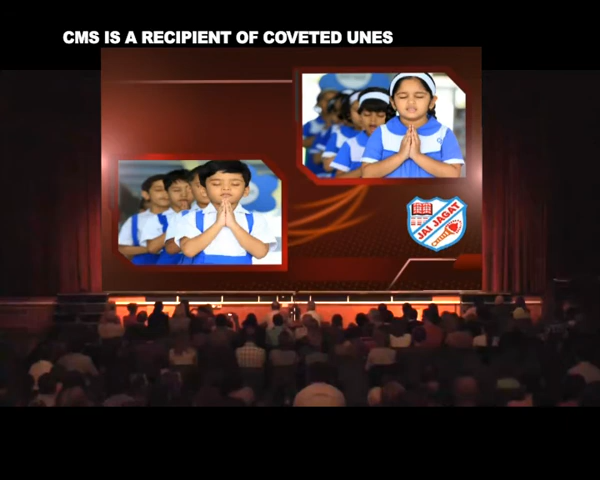 CMS IS A RECIPIENT OF COVETED UNES
JAI JAGAT